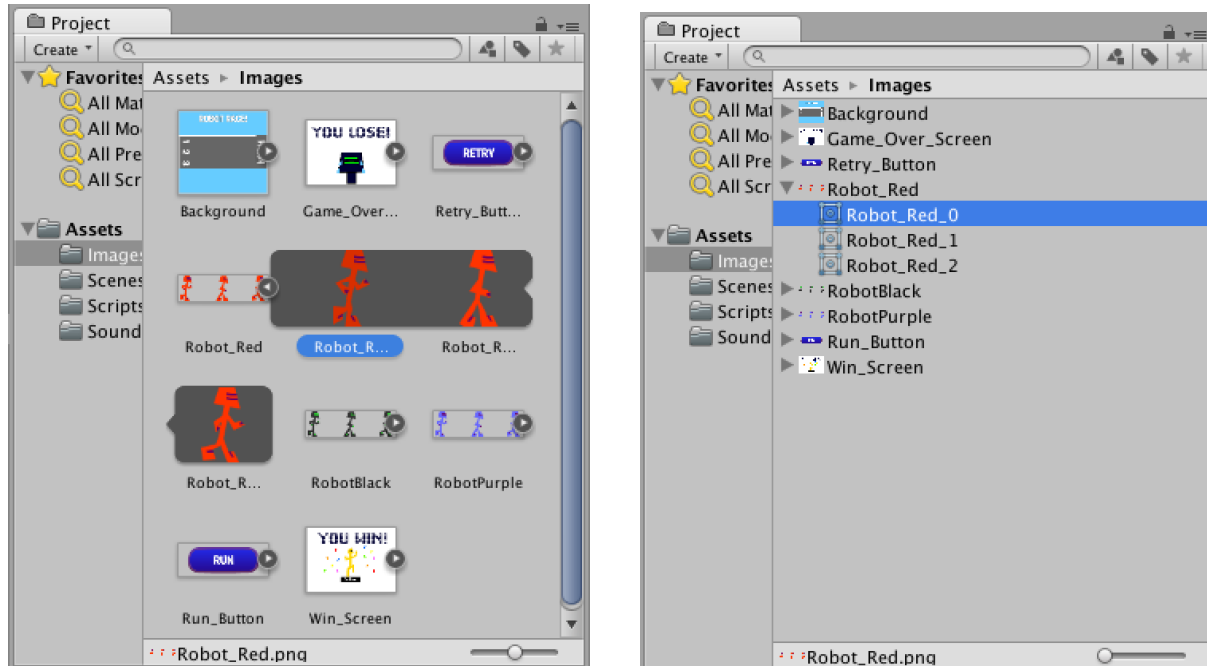 Project
Create
Favorites
All Mat
All Mo
All Pre
All Scr
Assets
Images
Scenes
Scripts
Sound
Assets ▸ Images
ROBOT RACE!
YOU LOSE!
RETRY
Background
Game_Over...
Retry_Butt...
Robot_Red
Robot_R...
Robot_R...
Robot_R...
RobotBlack
RobotPurple
RUN
YOU WIN!
Run_Button
Win_Screen
Robot_Red.png
Project
Create
Favorites
All Mat
All Mo
All Pre
All Scr
Assets
Images
Scenes
Scripts
Sound
Assets ▸ Images
Background
Game_Over_Screen
Retry_Button
Robot_Red
Robot_Red_0
Robot_Red_1
Robot_Red_2
RobotBlack
RobotPurple
Run_Button
Win_Screen
Robot_Red.png